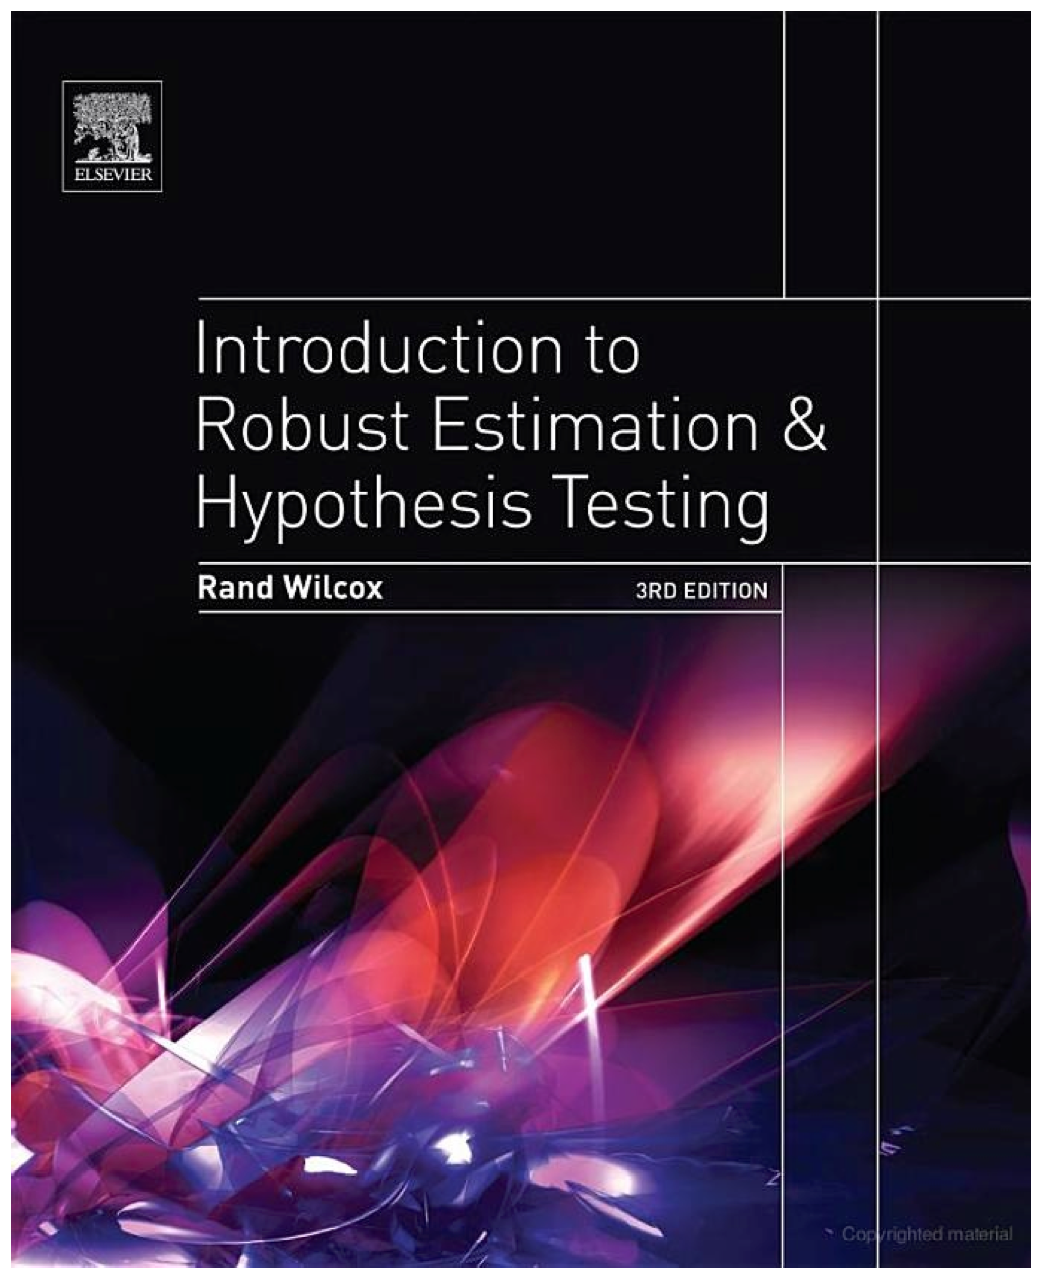 ELSEVIER
Introduction to
Robust Estimation &
Hypothesis Testing
Rand Wilcox 3RD EDITION
Copyrighted material